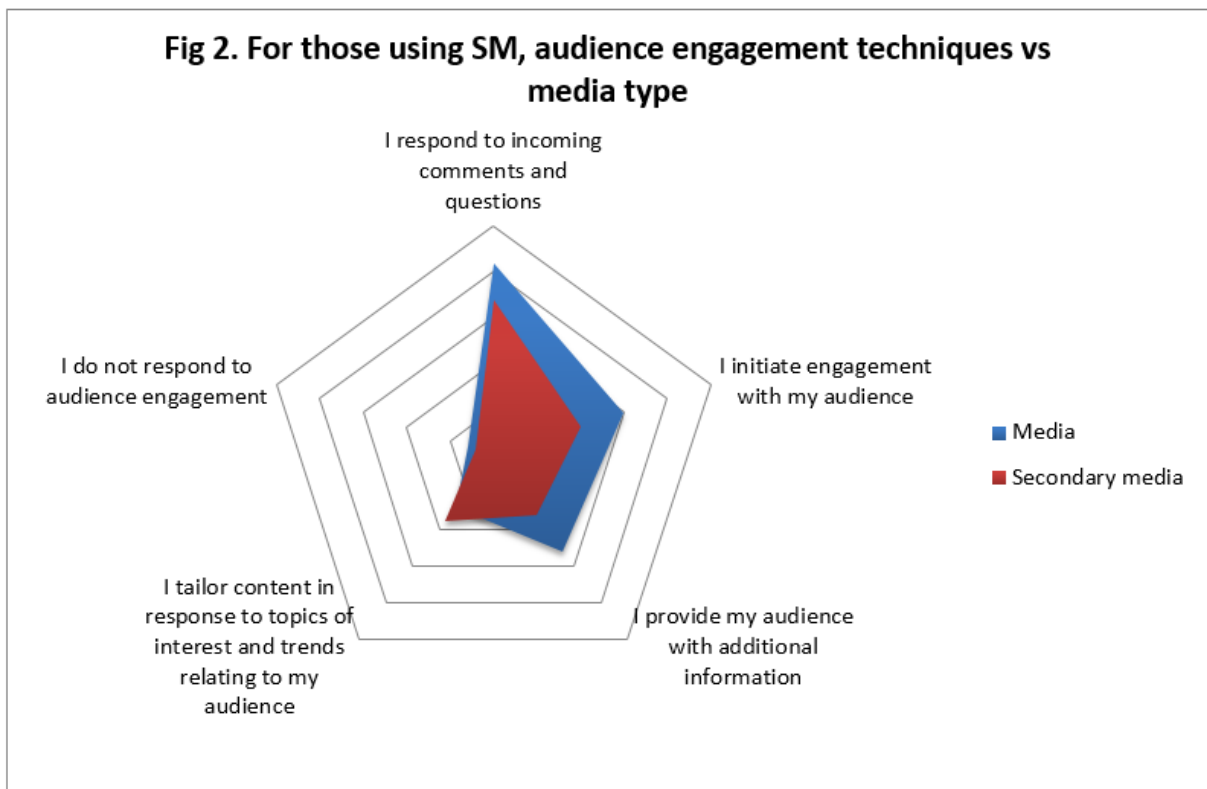 Fig 2. For those using SM, audience engagement techniques vs
media type
I respond to incoming
comments and
questions
I initiate engagement
with my audience
I provide my audience
with additional
information
I tailor content in
response to topics of
interest and trends
relating to my
audience
I do not respond to
audience engagement
Media
Secondary media